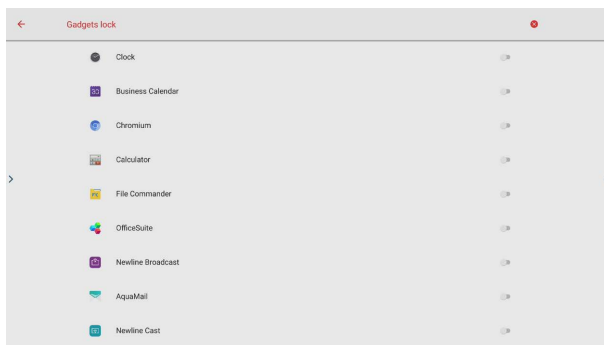 Gadgets lock
Clock
Business Calendar
Chromium
Calculator
File Commander
OfficeSuite
Newline Broadcast
AquaMail
Newline Cast